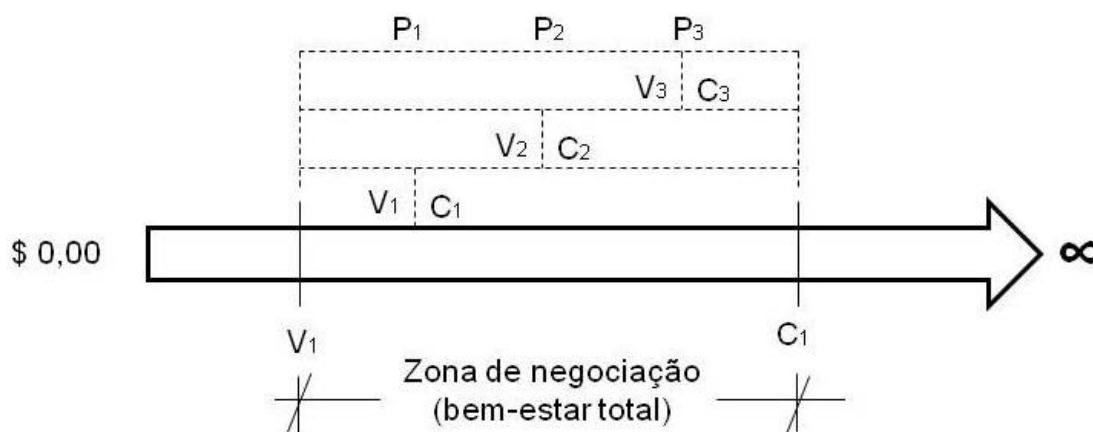 P₁ P₂ P₃
V₃ C₃
V₂ C₂
V₁ C₁
$ 0,00 ∞
V₁ C₁
Zona de negociação
(bem-estar total)